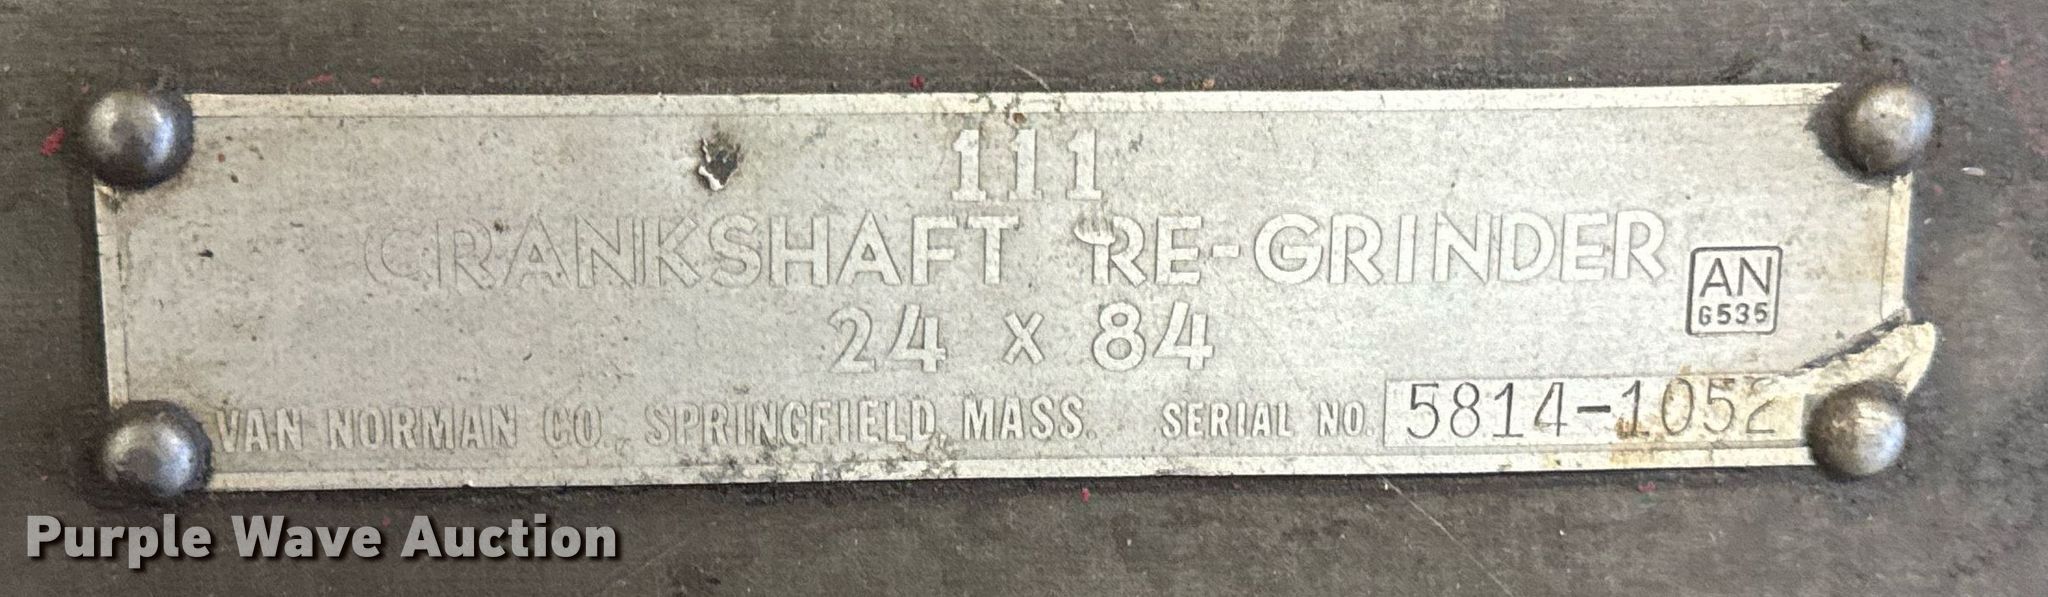 111
CRANKSHAFT RE-GRINDER
AN
G535
24 x 84
VAN NORMAN CO., SPRINGFIELD, MASS. SERIAL NO. 5814-1052
Purple Wave Auction